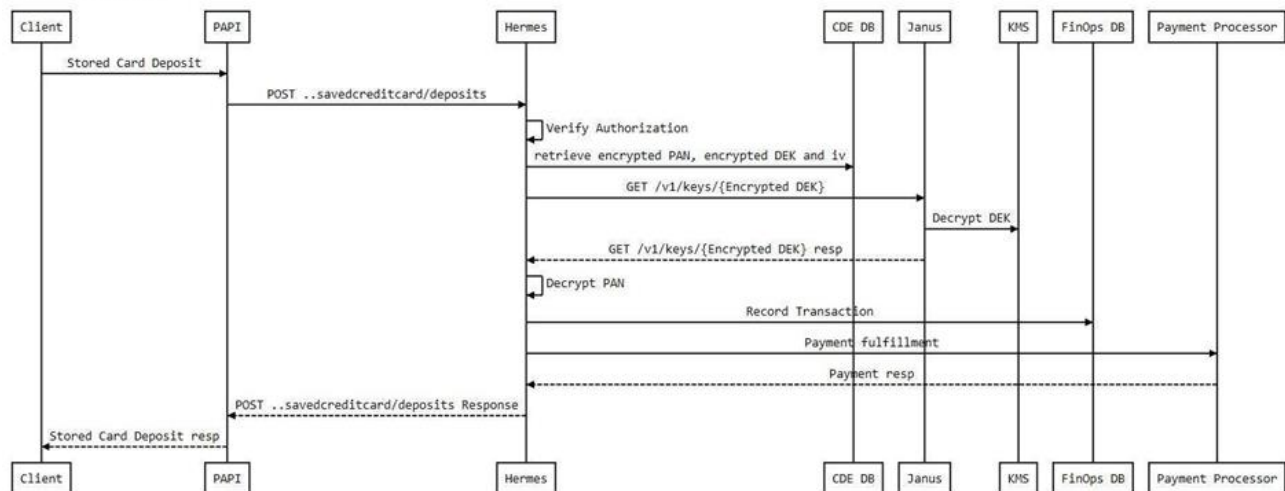 Client PAPI Hermes CDE DB Janus KMS FinOps DB Payment Processor
Stored Card Deposit
POST ..savedcreditcard/deposits
Verify Authorization
retrieve encrypted PAN, encrypted DEK and iv
GET /v1/keys/{Encrypted DEK}
Decrypt DEK
GET /v1/keys/{Encrypted DEK} resp
Decrypt PAN
Record Transaction
Payment fulfillment
Payment resp
POST ..savedcreditcard/deposits Response
Stored Card Deposit resp
Client PAPI Hermes CDE DB Janus KMS FinOps DB Payment Processor